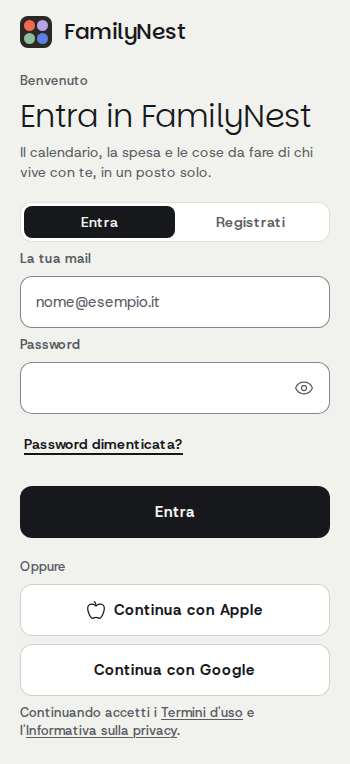 FamilyNest
Benvenuto
Entra in FamilyNest
Il calendario, la spesa e le cose da fare di chi
vive con te, in un posto solo.
Entra
Registrati
La tua mail
nome@esempio.it
Password
Password dimenticata?
Entra
Oppure
Continua con Apple
Continua con Google
Continuando accetti i Termini d'uso e
l'Informativa sulla privacy.